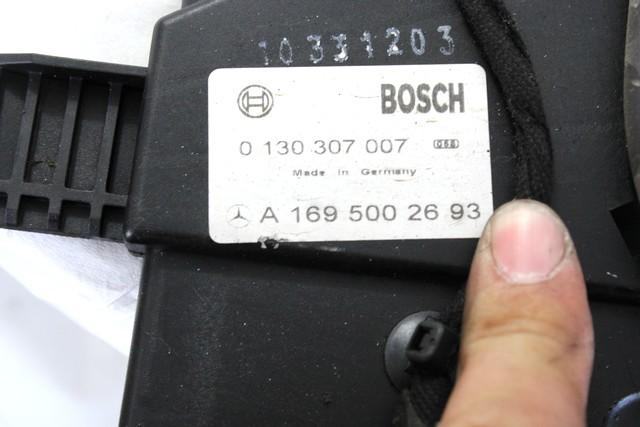 10331203
BOSCH
0 130 307 007
Made in Germany
A 169 500 26 93